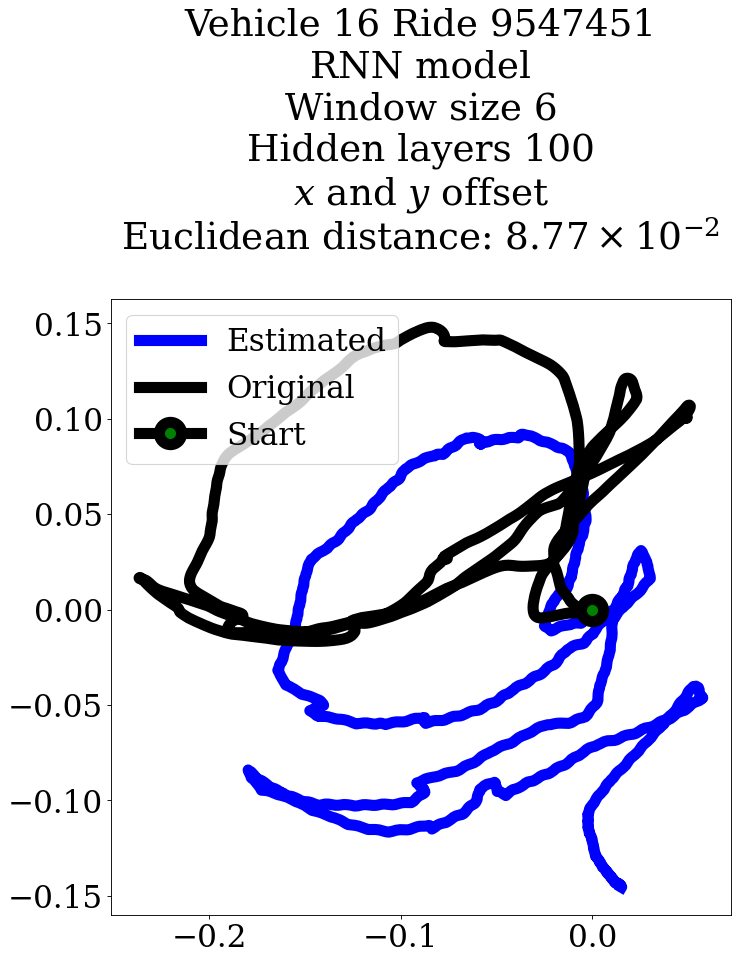 Vehicle 16 Ride 9547451
RNN model
Window size 6
Hidden layers 100
x and y offset
Euclidean distance: 8.77 × 10⁻²
Estimated
Original
Start
0.15
0.10
0.05
0.00
−0.05
−0.10
−0.15
−0.2
−0.1
0.0